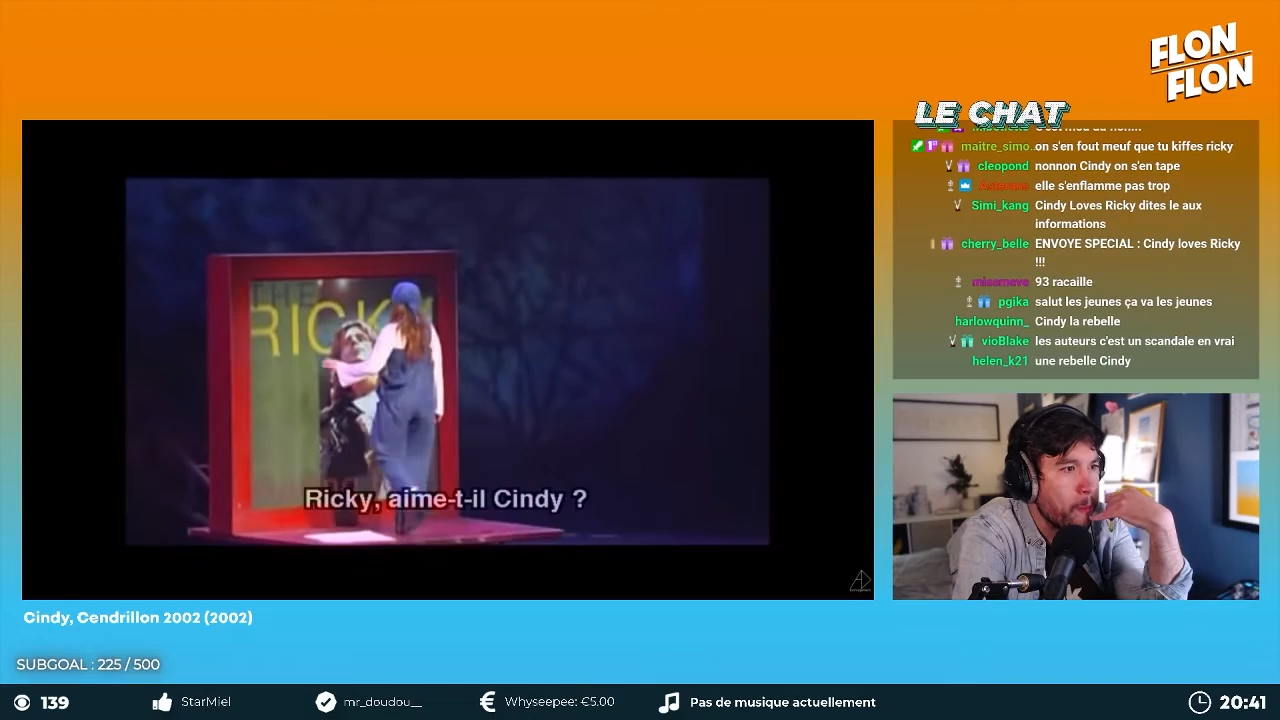 FLON
FLON
LE CHAT
maitre_simo.. on s'en fout meuf que tu kiffes ricky
cleopond nonnon Cindy on s'en tape
elle s'enflamme pas trop
Simi_kang Cindy Loves Ricky dites le aux
informations
cherry_belle ENVOYE SPECIAL : Cindy loves Ricky
!!!
93 racaille
pgika salut les jeunes ça va les jeunes
harlowquinn_ Cindy la rebelle
vioBlake les auteurs c'est un scandale en vrai
helen_k21 une rebelle Cindy
Ricky, aime-t-il Cindy ?
Cindy, Cendrillon 2002 (2002)
SUBGOAL : 225 / 500
139 StarMiel mr_doudou__ € Whyseepee: €5.00 Pas de musique actuellement 20:41